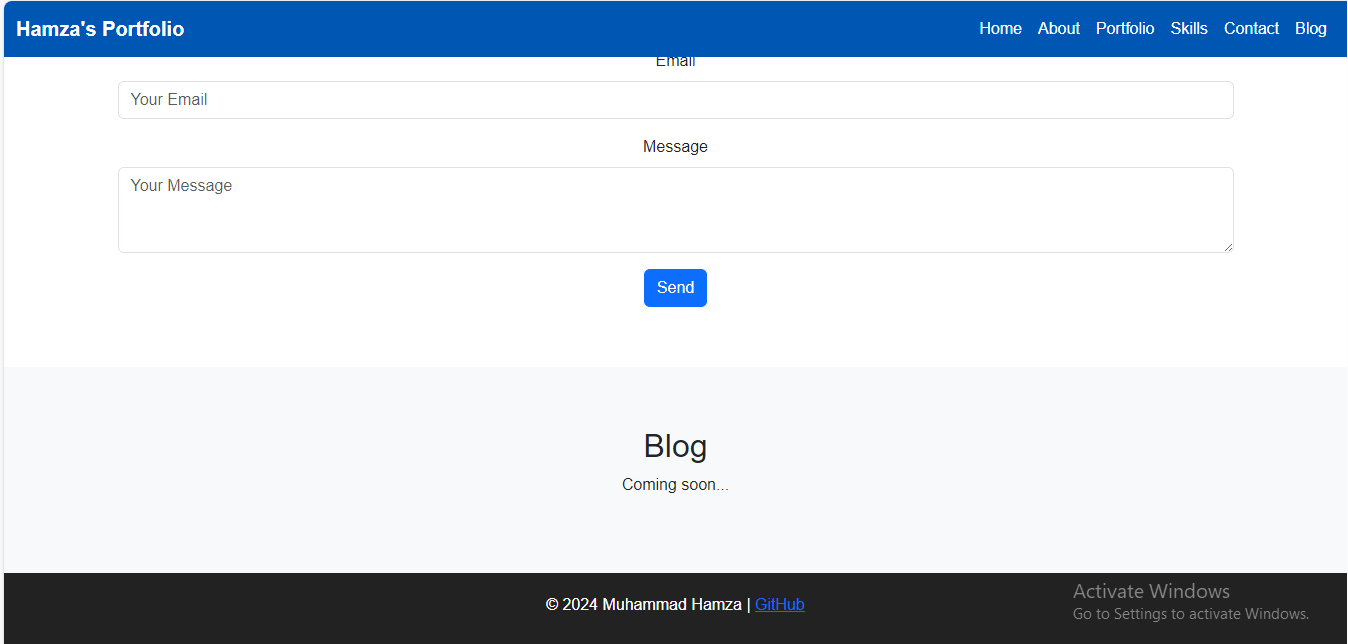 Hamza's Portfolio
Home About Portfolio Skills Contact Blog
Email
Your Email
Message
Your Message
Send
Blog
Coming soon...
© 2024 Muhammad Hamza | GitHub
Activate Windows
Go to Settings to activate Windows.